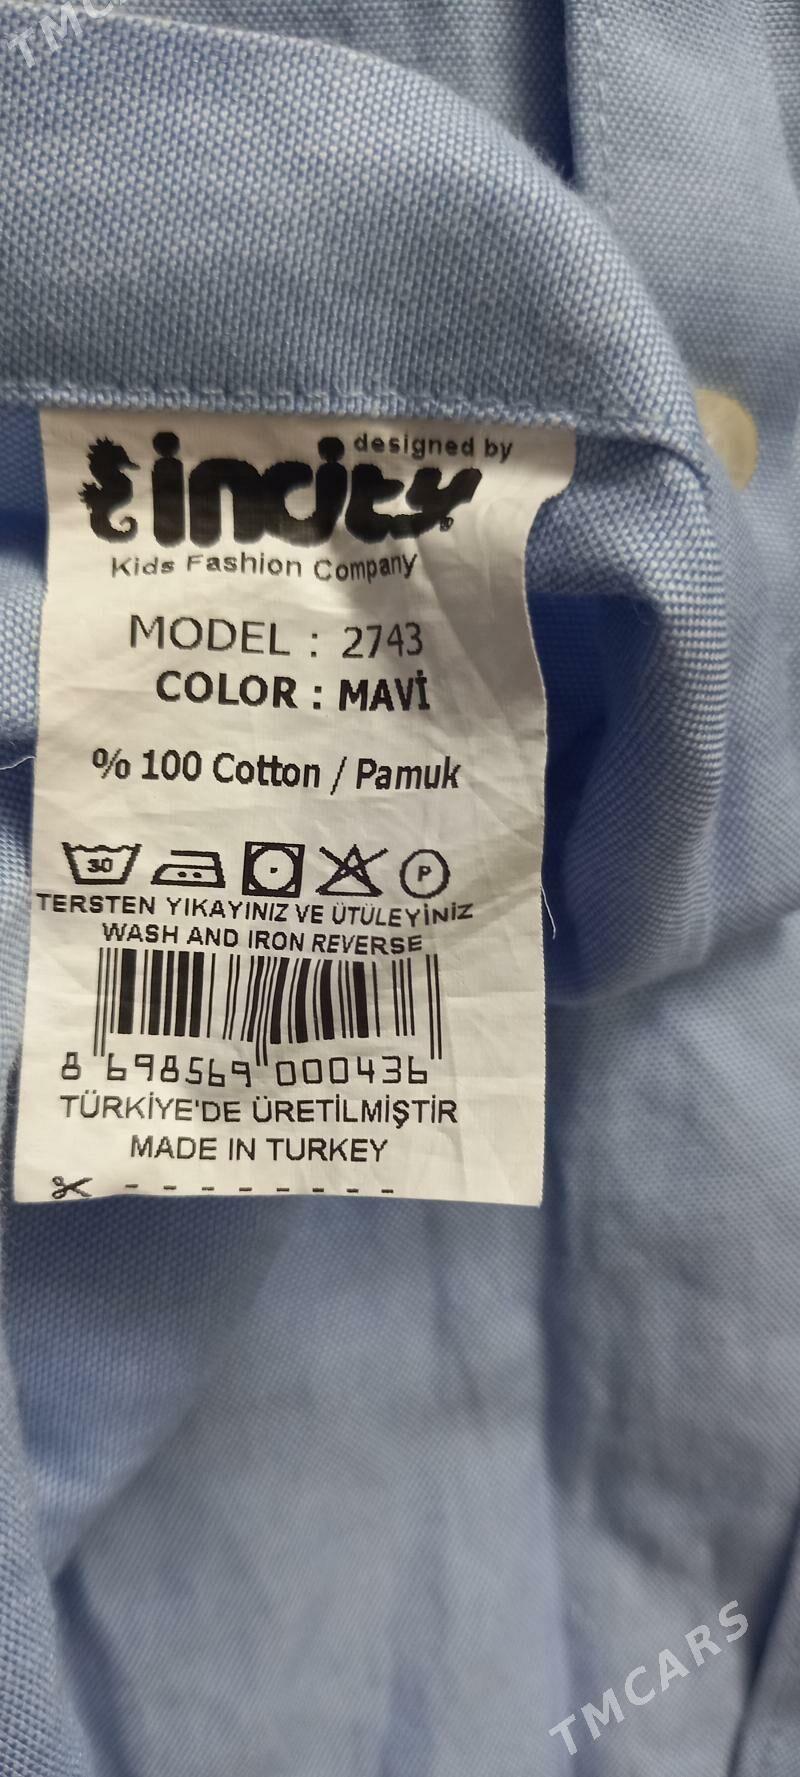 TMCARS
designed by
incity
Kids Fashion Company
MODEL : 2743
COLOR : MAVİ
% 100 Cotton / Pamuk
30
P
TERSTEN YIKAYINIZ VE ÜTÜLEYİNİZ
WASH AND IRON REVERSE
8 698569 000436
TÜRKİYE'DE ÜRETİLMİŞTİR
MADE IN TURKEY
TMCARS